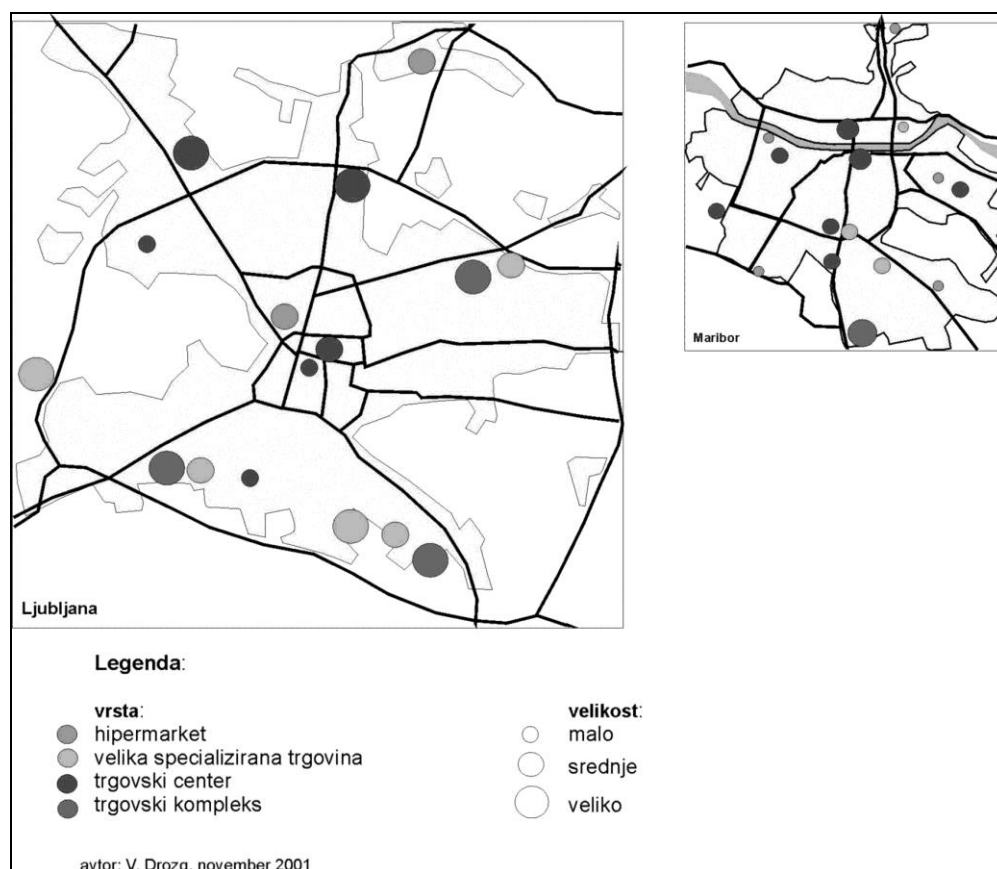 Maribor
Ljubljana
Legenda:
vrsta:
hipermarket
velika specializirana trgovina
trgovski center
trgovski kompleks
velikost:
malo
srednje
veliko
avtor: V. Drozg, november 2001